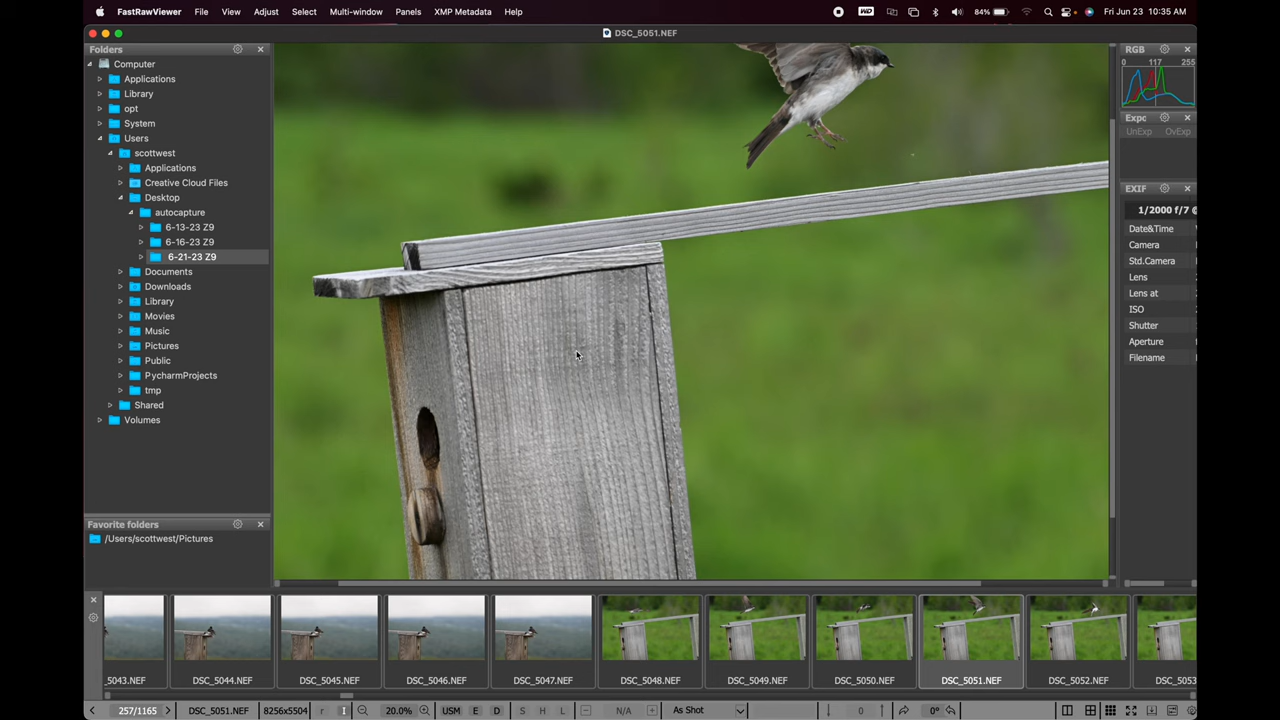 FastRawViewer File View Adjust Select Multi-window Panels XMP Metadata Help WD 84% Fri Jun 23 10:35 AM
DSC_5051.NEF
Folders
Computer
Applications
Library
opt
System
Users
scottwest
Applications
Creative Cloud Files
Desktop
autocapture
6-13-23 Z9
6-16-23 Z9
6-21-23 Z9
Documents
Downloads
Library
Movies
Music
Pictures
Public
PycharmProjects
tmp
Shared
Volumes
Favorite folders
/Users/scottwest/Pictures
RGB
0 117 255
Expc
UnExp OvExp
EXIF
1/2000 f/7
Date&Time
Camera
Std.Camera
Lens
Lens at
ISO
Shutter
Aperture
Filename
_5043.NEF DSC_5044.NEF DSC_5045.NEF DSC_5046.NEF DSC_5047.NEF DSC_5048.NEF DSC_5049.NEF DSC_5050.NEF DSC_5051.NEF DSC_5052.NEF DSC_5053
257/1165 DSC_5051.NEF 8256x5504 r I 20.0% USM E D S H L N/A As Shot 0 0°